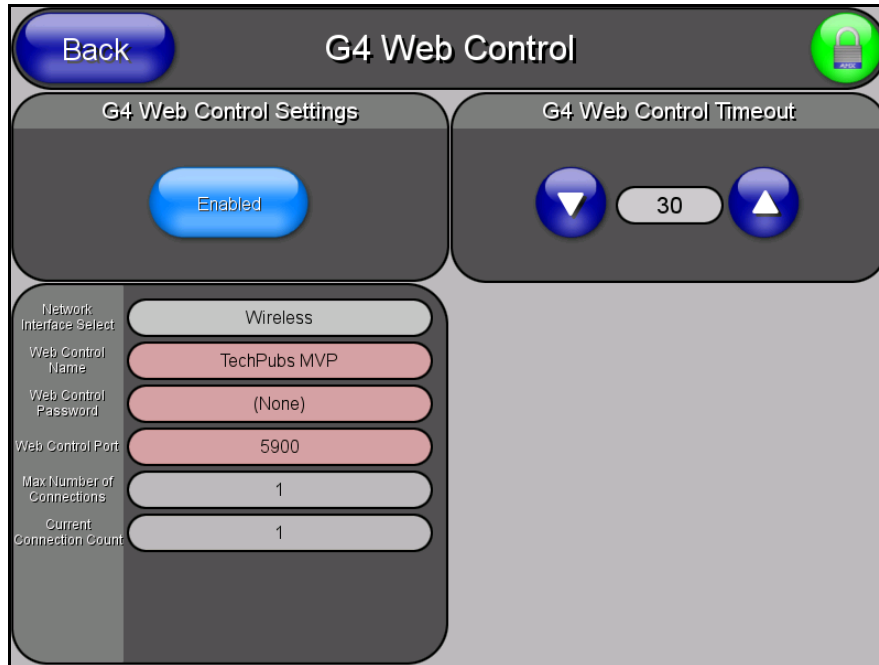 Back
G4 Web Control
AMX
G4 Web Control Settings
Enabled
G4 Web Control Timeout
30
Network
Interface Select
Wireless
Web Control
Name
TechPubs MVP
Web Control
Password
(None)
Web Control Port
5900
Max Number of
Connections
1
Current
Connection Count
1